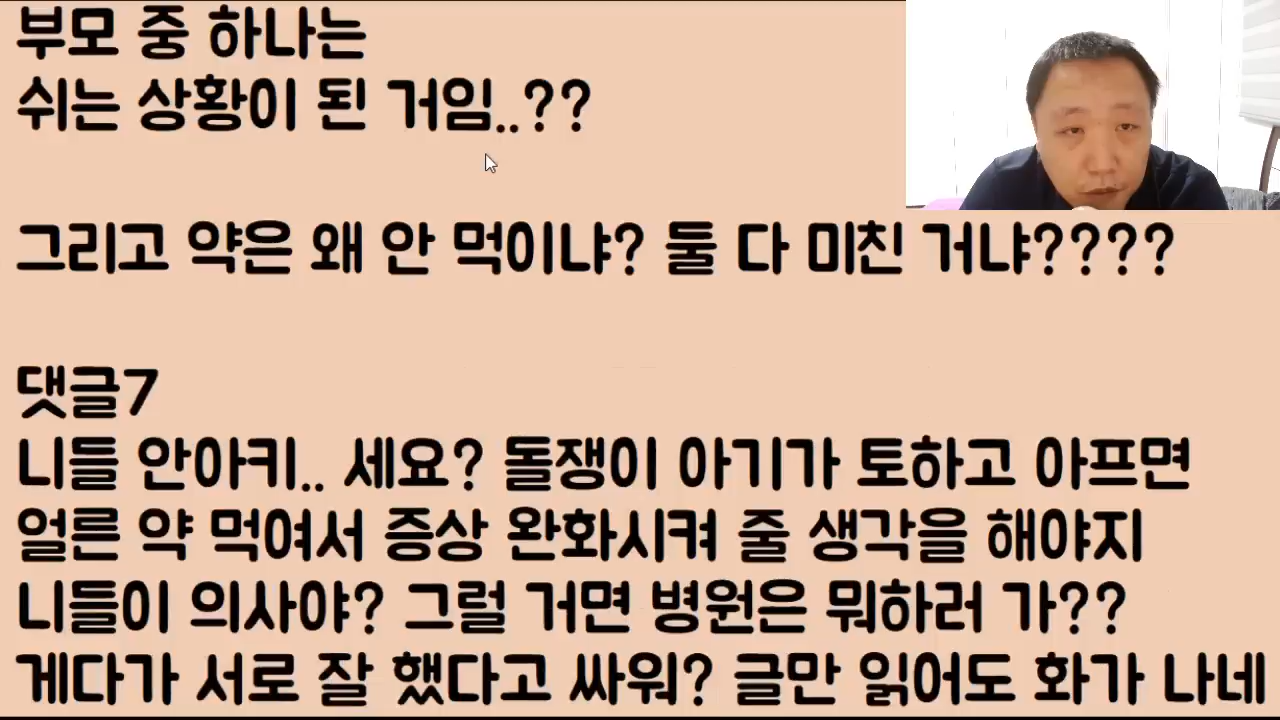 부모 중 하나는
쉬는 상황이 된 거임..??
그리고 약은 왜 안 먹이냐? 둘 다 미친 거냐????
댓글7
니들 안아키.. 세요? 돌쟁이 아기가 토하고 아프면
얼른 약 먹여서 증상 완화시켜 줄 생각을 해야지
니들이 의사야? 그럴 거면 병원은 뭐하러 가??
게다가 서로 잘 했다고 싸워? 글만 읽어도 화가 나네